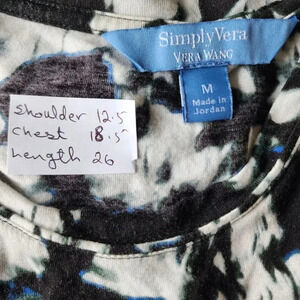 Simply Vera
VERA WANG
M
Made in
Jordan
shoulder 12.5
chest 18.5"
Length 26